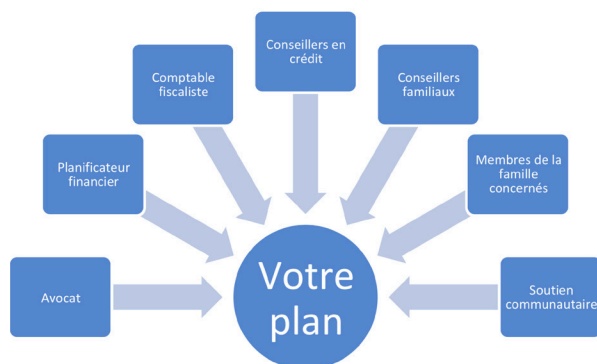 Conseillers en
crédit
Comptable
fiscaliste
Conseillers
familiaux
Planificateur
financier
Membres de la
famille
concernés
Avocat
Votre
plan
Soutien
communautaire